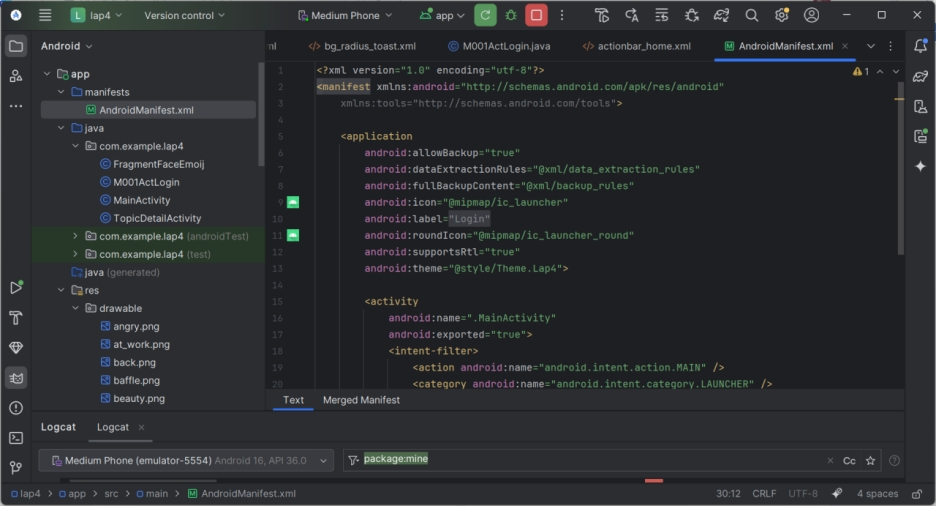 L lap4 Version control Medium Phone app
Android
ml bg_radius_toast.xml M001ActLogin.java actionbar_home.xml AndroidManifest.xml
app
manifests
AndroidManifest.xml
java
com.example.lap4
FragmentFaceEmoij
M001ActLogin
MainActivity
TopicDetailActivity
com.example.lap4 (androidTest)
com.example.lap4 (test)
java (generated)
res
drawable
angry.png
at_work.png
back.png
baffle.png
beauty.png
1
1 <?xml version="1.0" encoding="utf-8"?>
2 <manifest xmlns:android="http://schemas.android.com/apk/res/android"
3 xmlns:tools="http://schemas.android.com/tools">
4
5 <application
6 android:allowBackup="true"
7 android:dataExtractionRules="@xml/data_extraction_rules"
8 android:fullBackupContent="@xml/backup_rules"
9 android:icon="@mipmap/ic_launcher"
10 android:label="Login"
11 android:roundIcon="@mipmap/ic_launcher_round"
12 android:supportsRtl="true"
13 android:theme="@style/Theme.Lap4">
14
15 <activity
16 android:name=".MainActivity"
17 android:exported="true">
18 <intent-filter>
19 <action android:name="android.intent.action.MAIN" />
20 <category android:name="android.intent.category.LAUNCHER" />
Text Merged Manifest
Logcat Logcat
Medium Phone (emulator-5554) Android 16, API 36.0 package:mine Cc
lap4 > app > src > main > AndroidManifest.xml 30:12 CRLF UTF-8 4 spaces